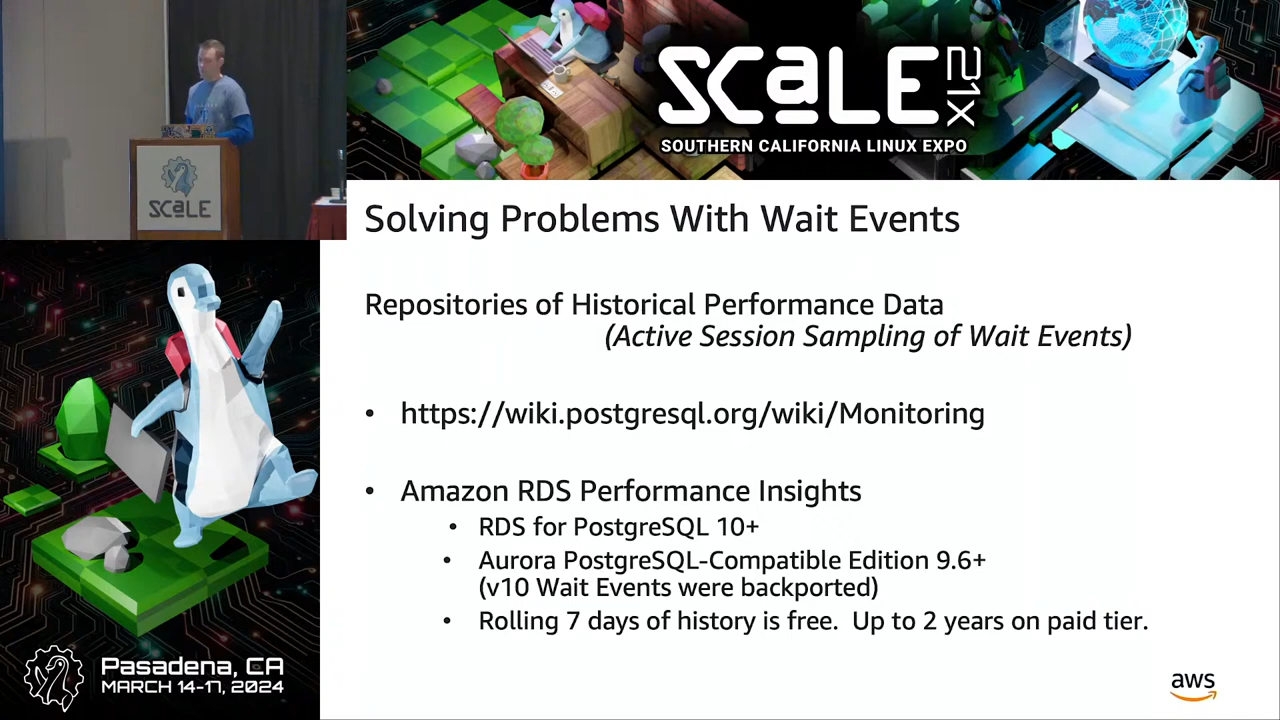 SCaLE 21X
SOUTHERN CALIFORNIA LINUX EXPO
SCaLE
Solving Problems With Wait Events
Repositories of Historical Performance Data
(Active Session Sampling of Wait Events)
• https://wiki.postgresql.org/wiki/Monitoring
• Amazon RDS Performance Insights
• RDS for PostgreSQL 10+
• Aurora PostgreSQL-Compatible Edition 9.6+
(v10 Wait Events were backported)
• Rolling 7 days of history is free.  Up to 2 years on paid tier.
Pasadena, CA
MARCH 14-17, 2024
aws